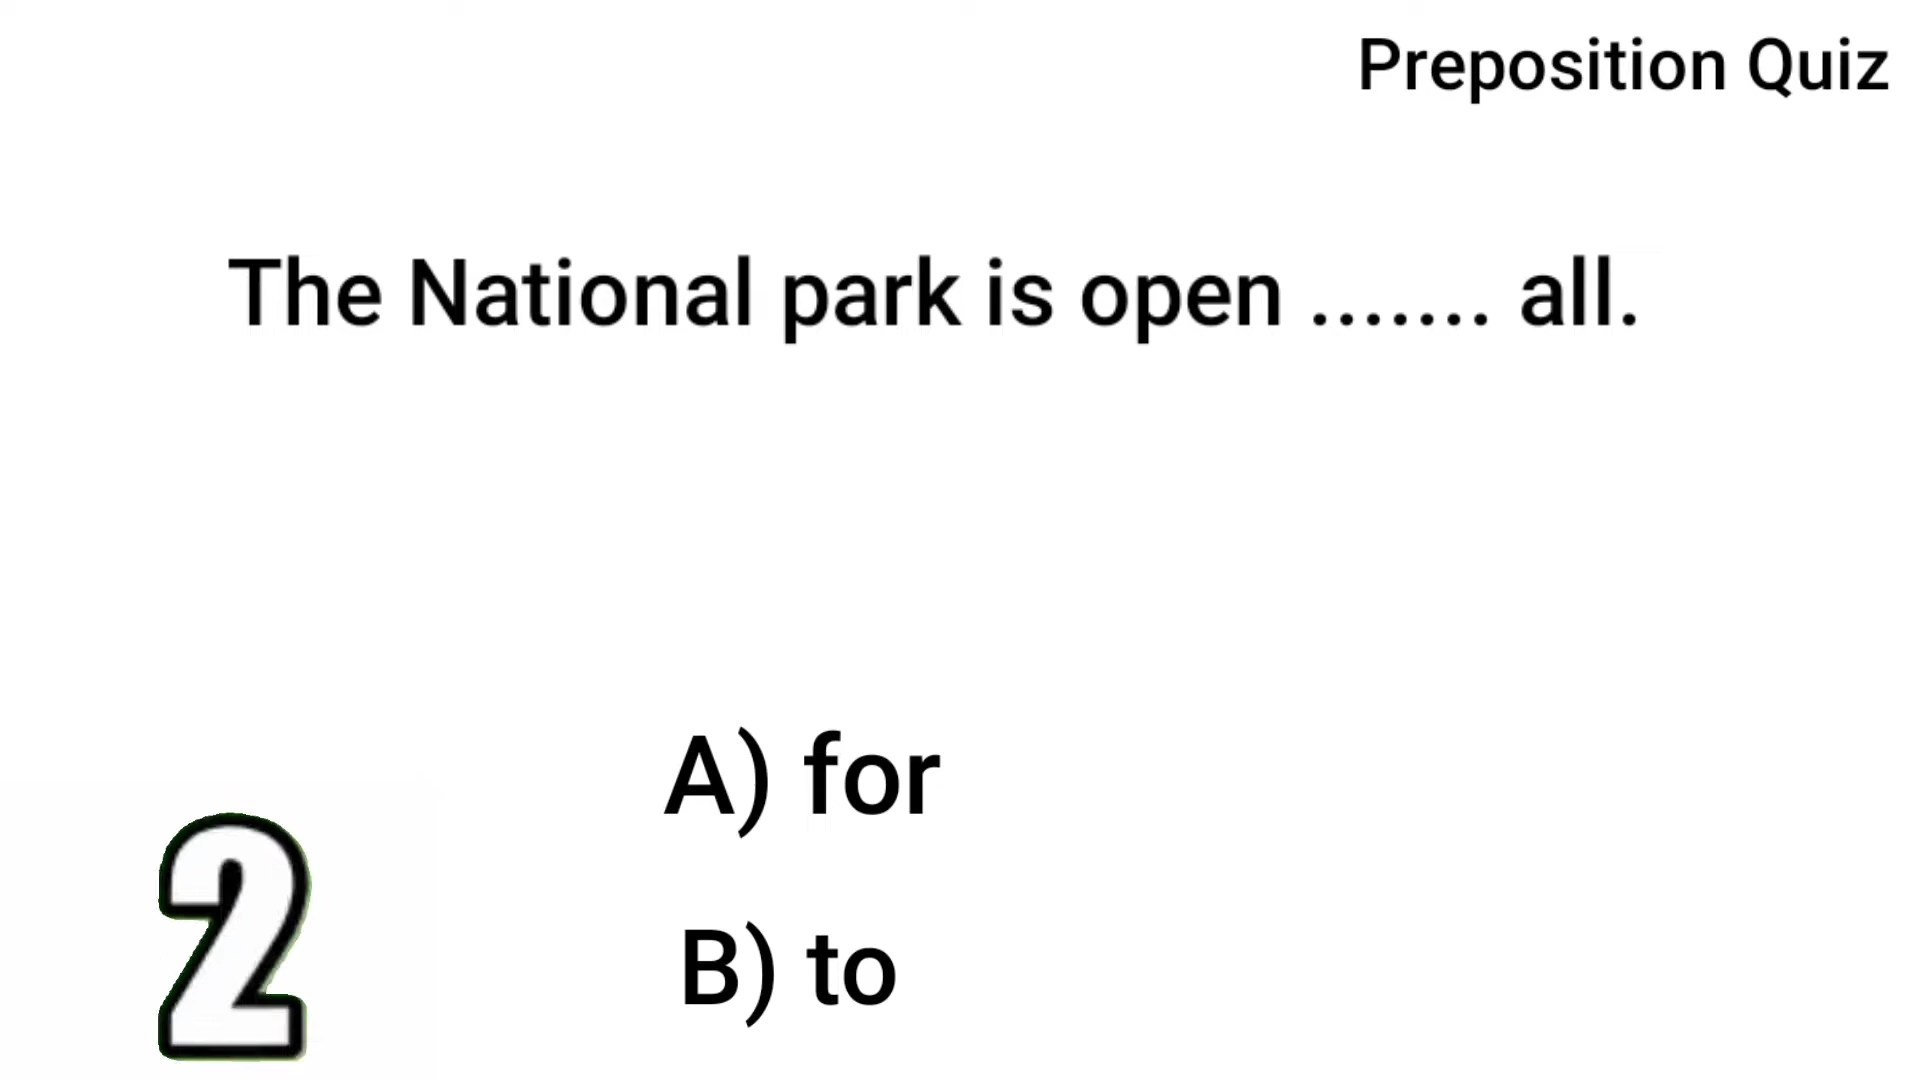 Preposition Quiz
The National park is open ....... all.
A) for
B) to
2